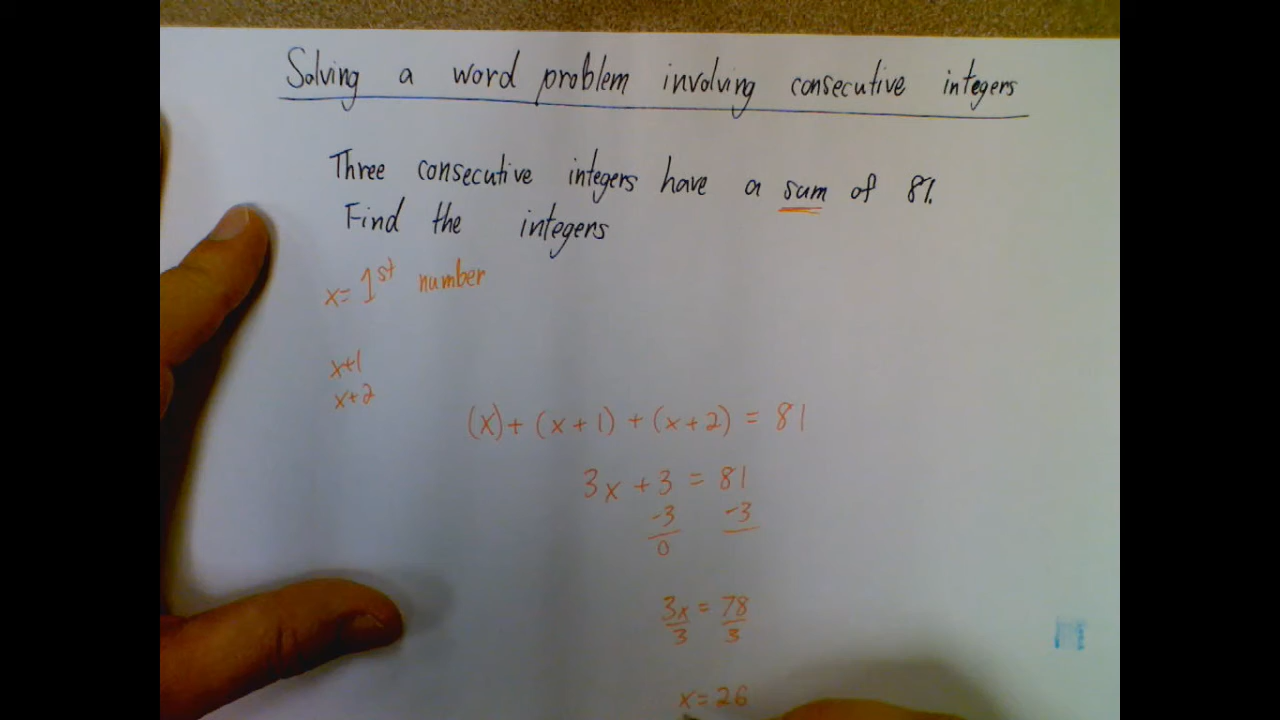 Solving a word problem involving consecutive integers
Three consecutive integers have a sum of 81.
Find the integers
x= 1st number
x+1
x+2
(x) + (x+1) + (x+2) = 81
3x + 3 = 81
-3 -3
0
3x = 78
3 3
x = 26